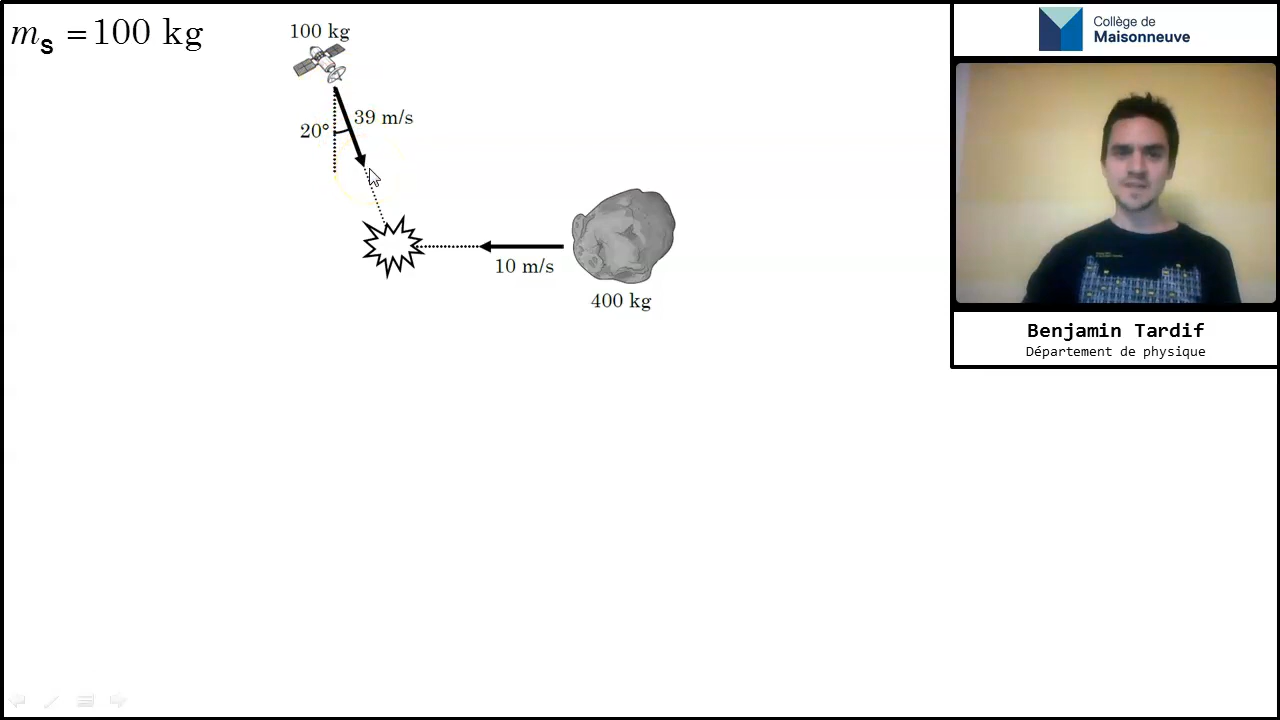 m_s = 100 kg
100 kg
20°
39 m/s
10 m/s
400 kg
Collège de
Maisonneuve
Benjamin Tardif
Département de physique